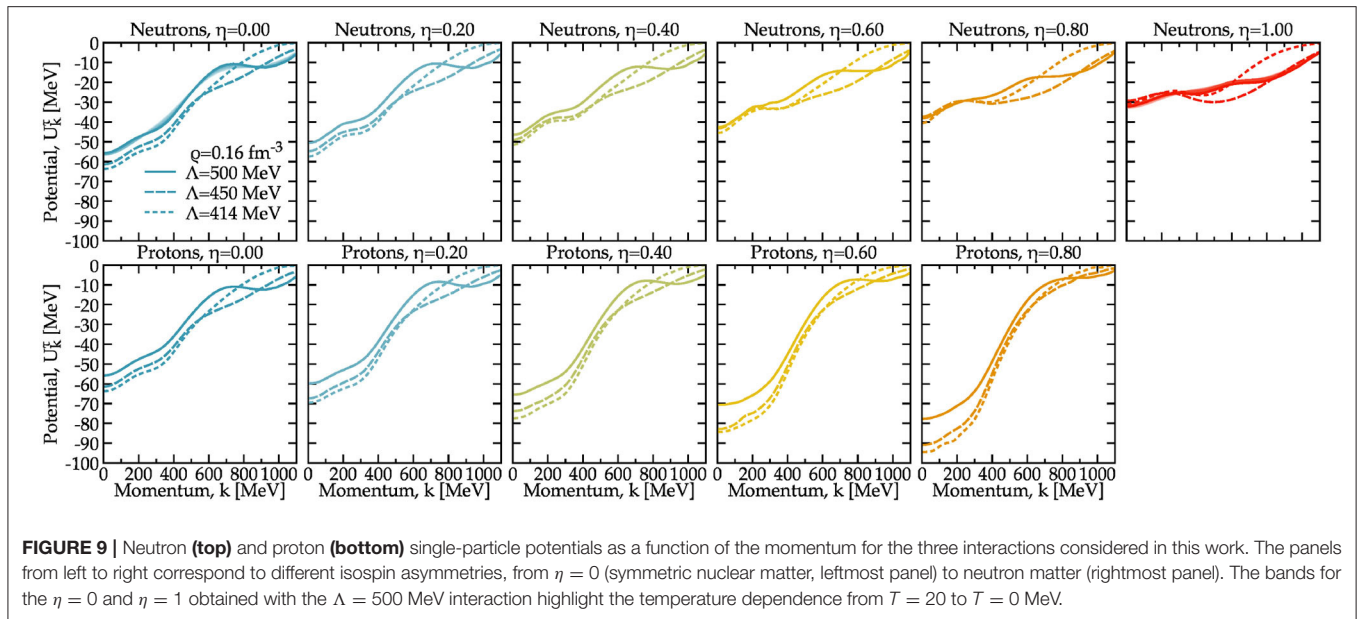 Neutrons, η=0.00 Neutrons, η=0.20 Neutrons, η=0.40 Neutrons, η=0.60 Neutrons, η=0.80 Neutrons, η=1.00
0
-10
-20
-30
-40
-50
-60
-70
-80
-90
-100
Potential, U_k^τ [MeV]
ϱ=0.16 fm⁻³
Λ=500 MeV
Λ=450 MeV
Λ=414 MeV
Protons, η=0.00 Protons, η=0.20 Protons, η=0.40 Protons, η=0.60 Protons, η=0.80
0
-10
-20
-30
-40
-50
-60
-70
-80
-90
-100
Potential, U_k^τ [MeV]
0 200 400 600 800 1000 0 200 400 600 800 1000 0 200 400 600 800 1000 0 200 400 600 800 1000 0 200 400 600 800 1000
Momentum, k [MeV] Momentum, k [MeV] Momentum, k [MeV] Momentum, k [MeV] Momentum, k [MeV]
FIGURE 9 | Neutron (top) and proton (bottom) single-particle potentials as a function of the momentum for the three interactions considered in this work. The panels
from left to right correspond to different isospin asymmetries, from η = 0 (symmetric nuclear matter, leftmost panel) to neutron matter (rightmost panel). The bands for
the η = 0 and η = 1 obtained with the Λ = 500 MeV interaction highlight the temperature dependence from T = 20 to T = 0 MeV.